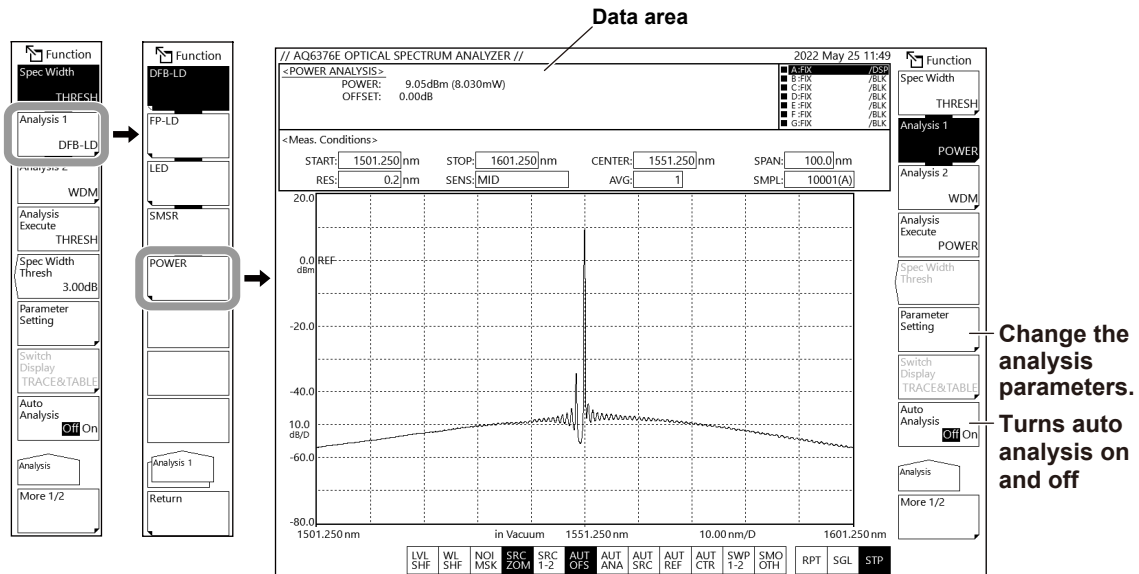 Data area
Function
Spec Width
THRESH
Analysis 1
DFB-LD
Analysis 2
WDM
Analysis
Execute
THRESH
Spec Width
Thresh
3.00dB
Parameter
Setting
Switch
Display
TRACE&TABLE
Auto
Analysis
Off On
Analysis
More 1/2
Function
DFB-LD
FP-LD
LED
SMSR
POWER
Analysis 1
Return
// AQ6376E OPTICAL SPECTRUM ANALYZER // 2022 May 25 11:49
<POWER ANALYSIS>
POWER: 9.05dBm (8.030mW)
OFFSET: 0.00dB
A:FIX /DSP
B:FIX /BLK
C:FIX /BLK
D:FIX /BLK
E:FIX /BLK
F:FIX /BLK
G:FIX /BLK
<Meas. Conditions>
START: 1501.250 nm STOP: 1601.250 nm CENTER: 1551.250 nm SPAN: 100.0 nm
RES: 0.2 nm SENS: MID AVG: 1 SMPL: 10001(A)
20.0
0.0 REF
dBm
-20.0
-40.0
10.0
dB/D
-60.0
-80.0
1501.250 nm in Vacuum 1551.250 nm 10.00 nm/D 1601.250 nm
LVL SHF WL SHF NOI MSK SRC ZOM SRC 1-2 AUT OFS AUT ANA AUT SRC AUT REF AUT CTR SWP 1-2 SMO OTH RPT SGL STP
Function
Spec Width
THRESH
Analysis 1
POWER
Analysis 2
WDM
Analysis
Execute
POWER
Spec Width
Thresh
Parameter
Setting
Switch
Display
TRACE&TABLE
Auto
Analysis
Off On
Analysis
More 1/2
Change the
analysis
parameters.
Turns auto
analysis on
and off